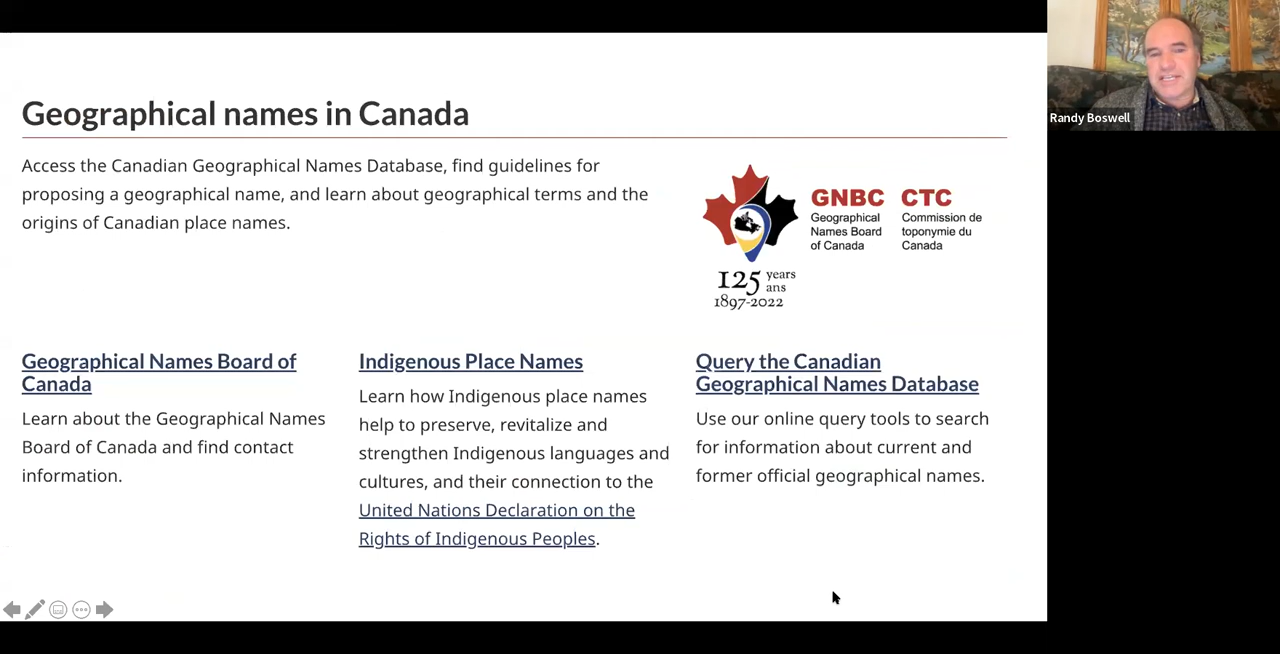 Geographical names in Canada
Access the Canadian Geographical Names Database, find guidelines for
proposing a geographical name, and learn about geographical terms and the
origins of Canadian place names.
GNBC
Geographical
Names Board
of Canada
CTC
Commission de
toponymie du
Canada
125 years
ans
1897-2022
Geographical Names Board of
Canada
Learn about the Geographical Names
Board of Canada and find contact
information.
Indigenous Place Names
Learn how Indigenous place names
help to preserve, revitalize and
strengthen Indigenous languages and
cultures, and their connection to the
United Nations Declaration on the
Rights of Indigenous Peoples.
Query the Canadian
Geographical Names Database
Use our online query tools to search
for information about current and
former official geographical names.
Randy Boswell